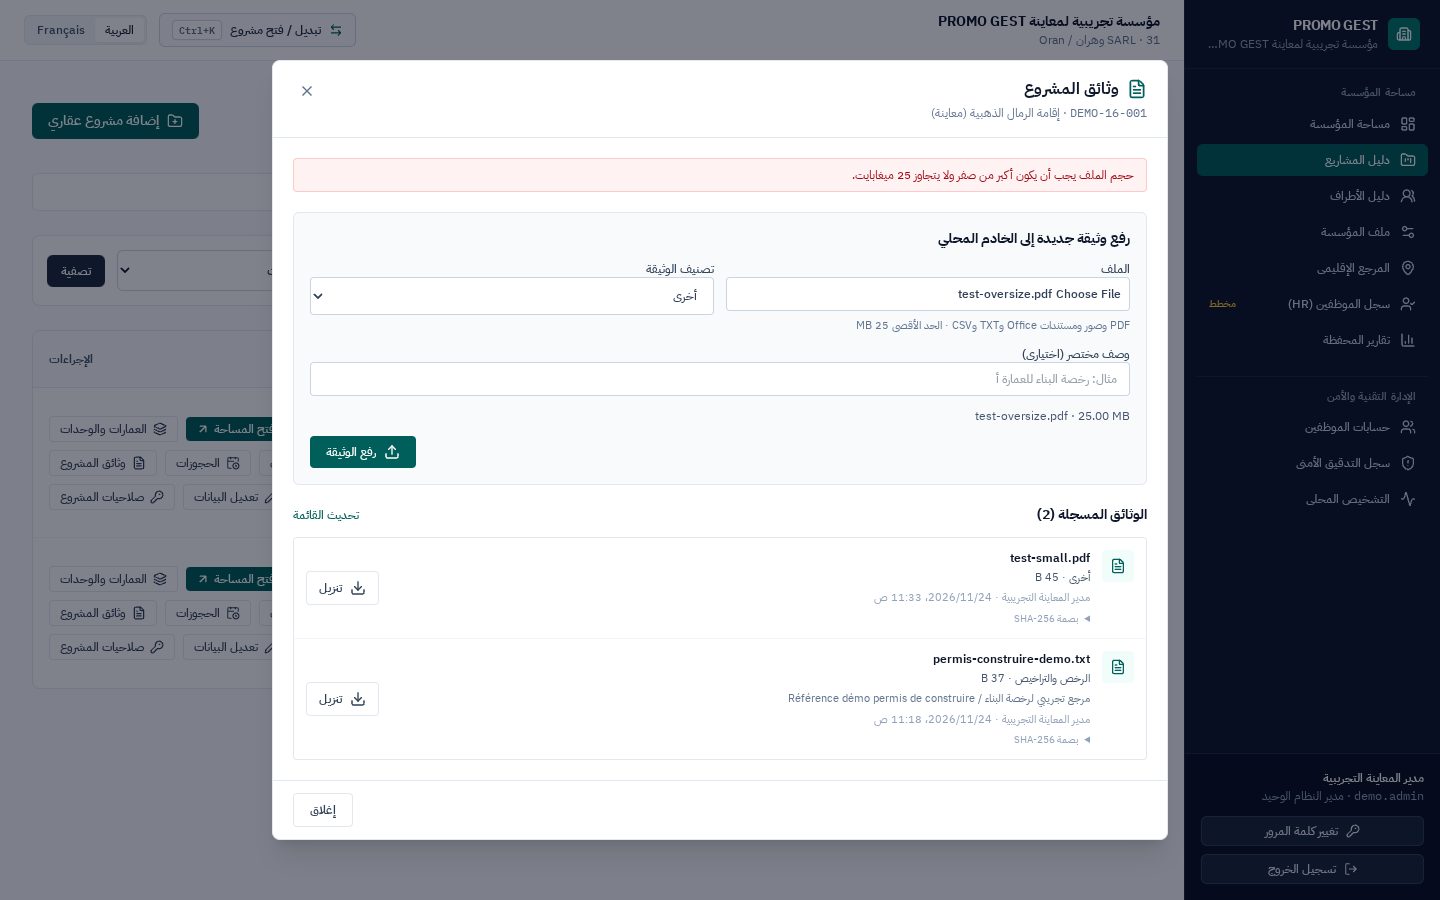 PROMO GEST
مؤسسة تجريبية لمعاينة MO GEST...
مساحة المؤسسة
مساحة المؤسسة
دليل المشاريع
دليل الأطراف
ملف المؤسسة
المرجع الإقليمي
سجل الموظفين (HR)
مخطط
تقارير المحفظة
الإدارة التقنية والأمن
حسابات الموظفين
سجل التدقيق الأمني
التشخيص المحلي
مدير المعاينة التجريبية
demo.admin · مدير النظام الوحيد
تغيير كلمة المرور
تسجيل الخروج
مؤسسة تجريبية لمعاينة PROMO GEST
SARL · 31 وهران / Oran
تبديل / فتح مشروع Ctrl+K
العربية
Français
إضافة مشروع عقاري
تصفية
الإجراءات
فتح المساحة
العمارات والوحدات
الحجوزات
وثائق المشروع
تعديل البيانات
صلاحيات المشروع
فتح المساحة
العمارات والوحدات
الحجوزات
وثائق المشروع
تعديل البيانات
صلاحيات المشروع
وثائق المشروع
DEMO-16-001 · إقامة الرمال الذهبية (معاينة)
حجم الملف يجب أن يكون أكبر من صفر ولا يتجاوز 25 ميغابايت.
رفع وثيقة جديدة إلى الخادم المحلي
الملف
Choose File test-oversize.pdf
PDF وصور ومستندات Office وTXT وCSV · الحد الأقصى 25 MB
تصنيف الوثيقة
أخرى
وصف مختصر (اختياري)
مثال: رخصة البناء للعمارة أ
test-oversize.pdf · 25.00 MB
رفع الوثيقة
الوثائق المسجلة (2)
تحديث القائمة
test-small.pdf
أخرى · 45 B
مدير المعاينة التجريبية · 2026/11/24، 11:33 ص
بصمة SHA-256
تنزيل
permis-construire-demo.txt
الرخص والتراخيص · 37 B
مرجع تجريبي لرخصة البناء / Référence démo permis de construire
مدير المعاينة التجريبية · 2026/11/24، 11:18 ص
بصمة SHA-256
تنزيل
إغلاق